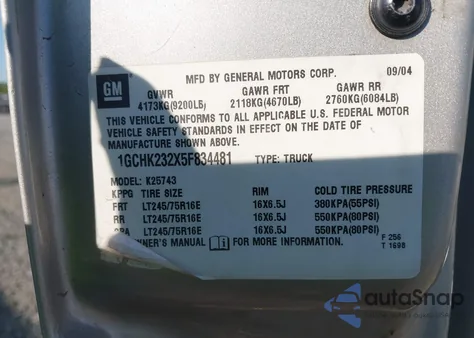 MFD BY GENERAL MOTORS CORP. 09/04
GM
GVWR GAWR FRT GAWR RR
4173KG(9200LB) 2118KG(4670LB) 2760KG(6084LB)
THIS VEHICLE CONFORMS TO ALL APPLICABLE U.S. FEDERAL MOTOR
VEHICLE SAFETY STANDARDS IN EFFECT ON THE DATE OF
MANUFACTURE SHOWN ABOVE.
1GCHK232X5F834481 TYPE: TRUCK
MODEL: K25743
KPPG TIRE SIZE RIM COLD TIRE PRESSURE
FRT LT245/75R16E 16X6.5J 380KPA(55PSI)
RR LT245/75R16E 16X6.5J 550KPA(80PSI)
SPA LT245/75R16E 16X6.5J 550KPA(80PSI)
OWNER'S MANUAL FOR MORE INFORMATION
F 256
T 1698
autoSnap